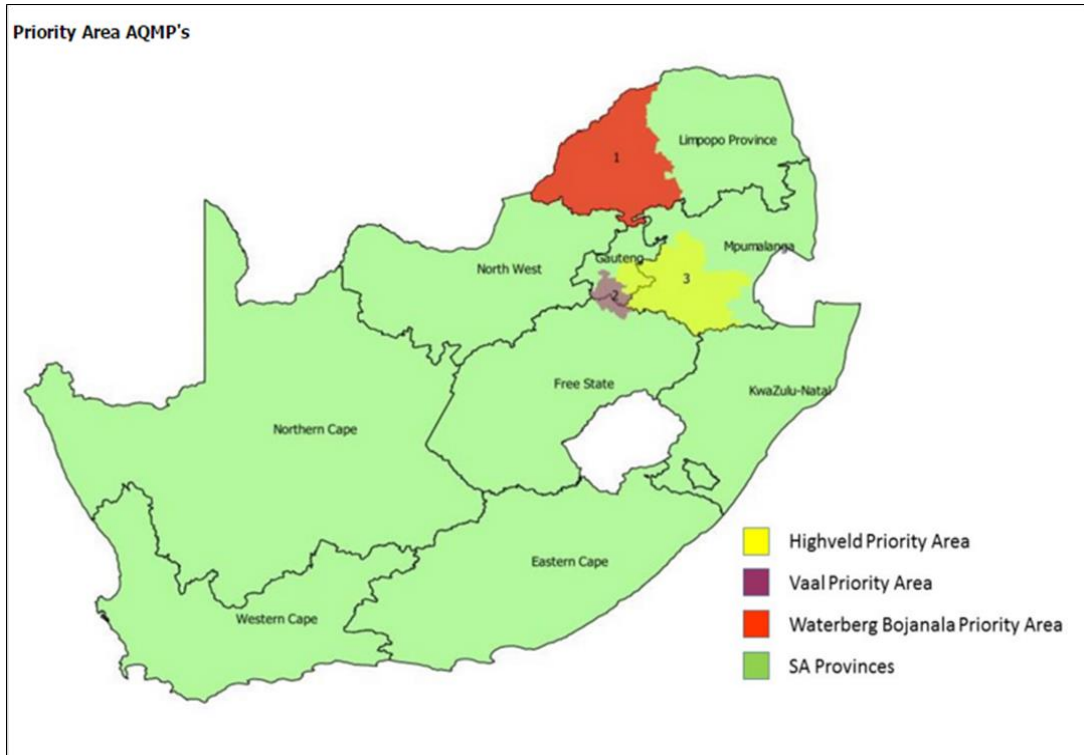 Priority Area AQMP's
Limpopo Province
1
Mpumalanga
Gauteng
North West
3
2
Free State
KwaZulu-Natal
Northern Cape
Eastern Cape
Western Cape
Highveld Priority Area
Vaal Priority Area
Waterberg Bojanala Priority Area
SA Provinces